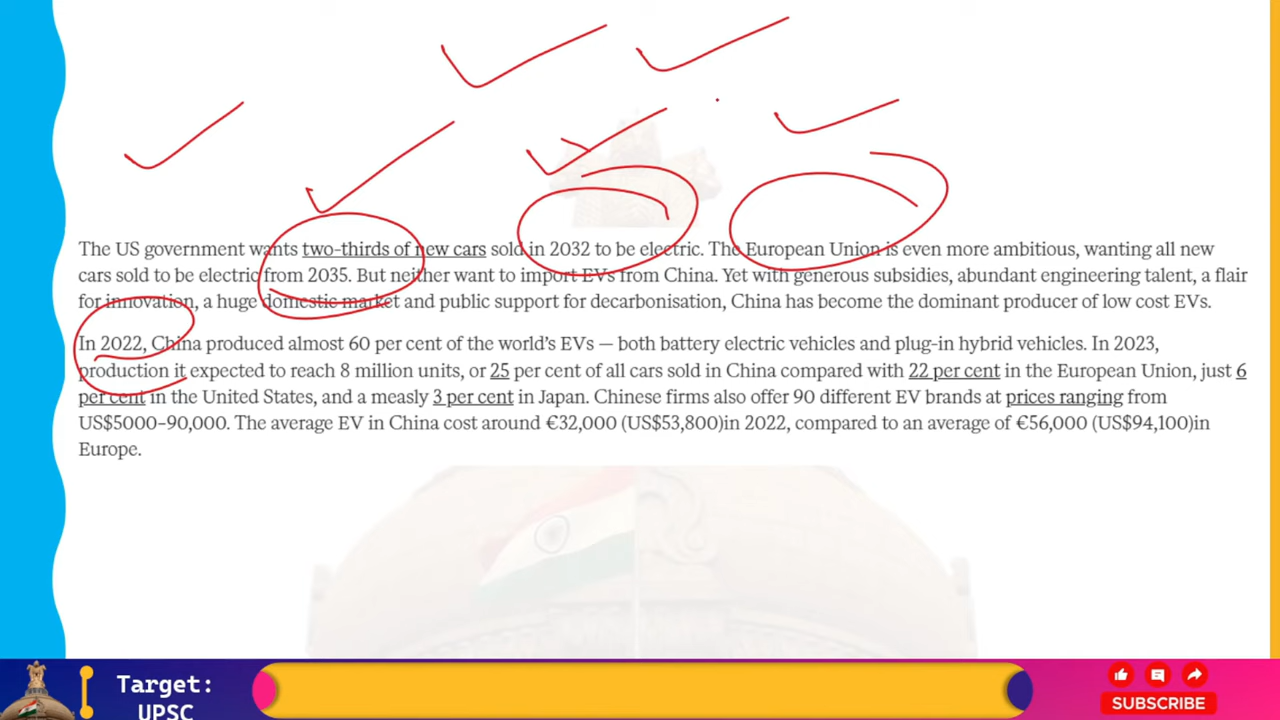 The US government wants two-thirds of new cars sold in 2032 to be electric. The European Union is even more ambitious, wanting all new
cars sold to be electric from 2035. But neither want to import EVs from China. Yet with generous subsidies, abundant engineering talent, a flair
for innovation, a huge domestic market and public support for decarbonisation, China has become the dominant producer of low cost EVs.
In 2022, China produced almost 60 per cent of the world's EVs — both battery electric vehicles and plug-in hybrid vehicles. In 2023,
production it expected to reach 8 million units, or 25 per cent of all cars sold in China compared with 22 per cent in the European Union, just 6
per cent in the United States, and a measly 3 per cent in Japan. Chinese firms also offer 90 different EV brands at prices ranging from
US$5000–90,000. The average EV in China cost around €32,000 (US$53,800)in 2022, compared to an average of €56,000 (US$94,100)in
Europe.
Target:
UPSC
SUBSCRIBE